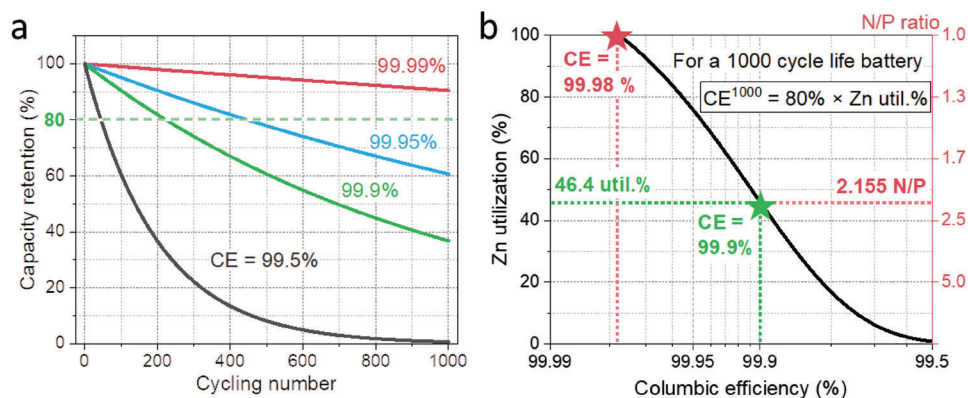 a
Capacity retention (%)
100
80
60
40
20
0
99.99%
99.95%
99.9%
CE = 99.5%
0 200 400 600 800 1000
Cycling number
b
N/P ratio
Zn utilization (%)
100
80
60
40
20
0
CE =
99.98 %
For a 1000 cycle life battery
CE¹⁰⁰⁰ = 80% × Zn util.%
46.4 util.%
2.155 N/P
CE =
99.9%
1.0
1.3
1.7
2.5
5.0
99.99 99.95 99.9 99.5
Columbic efficiency (%)